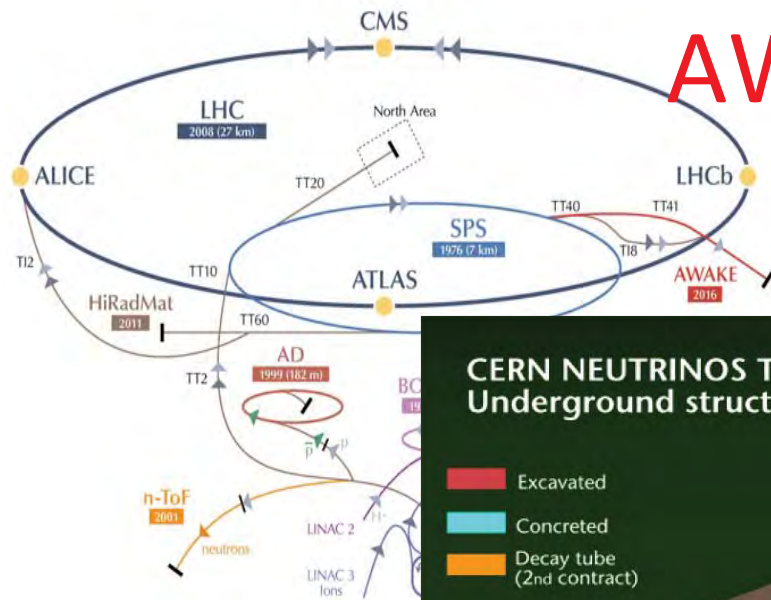 CMS
AW
LHC
2008 (27 km)
North Area
ALICE
LHCb
TT20
TT40
TT41
SPS
1976 (7 km)
TI8
TI2
TT10
ATLAS
AWAKE
2016
HiRadMat
2011
TT60
AD
1999 (182 m)
BO
19
TT2
p
p
n-ToF
2001
LINAC 2
H-
neutrons
LINAC 3
Ions
CERN NEUTRINOS T
Underground struct
Excavated
Concreted
Decay tube
(2nd contract)